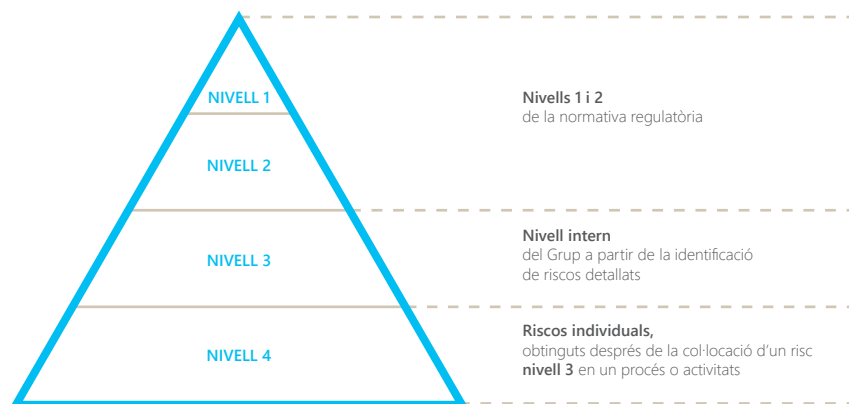 NIVELL 1
Nivells 1 i 2
de la normativa regulatòria
NIVELL 2
NIVELL 3
Nivell intern
del Grup a partir de la identificació
de riscos detallats
NIVELL 4
Riscos individuals,
obtinguts després de la col·locació d'un risc
nivell 3 en un procés o activitats